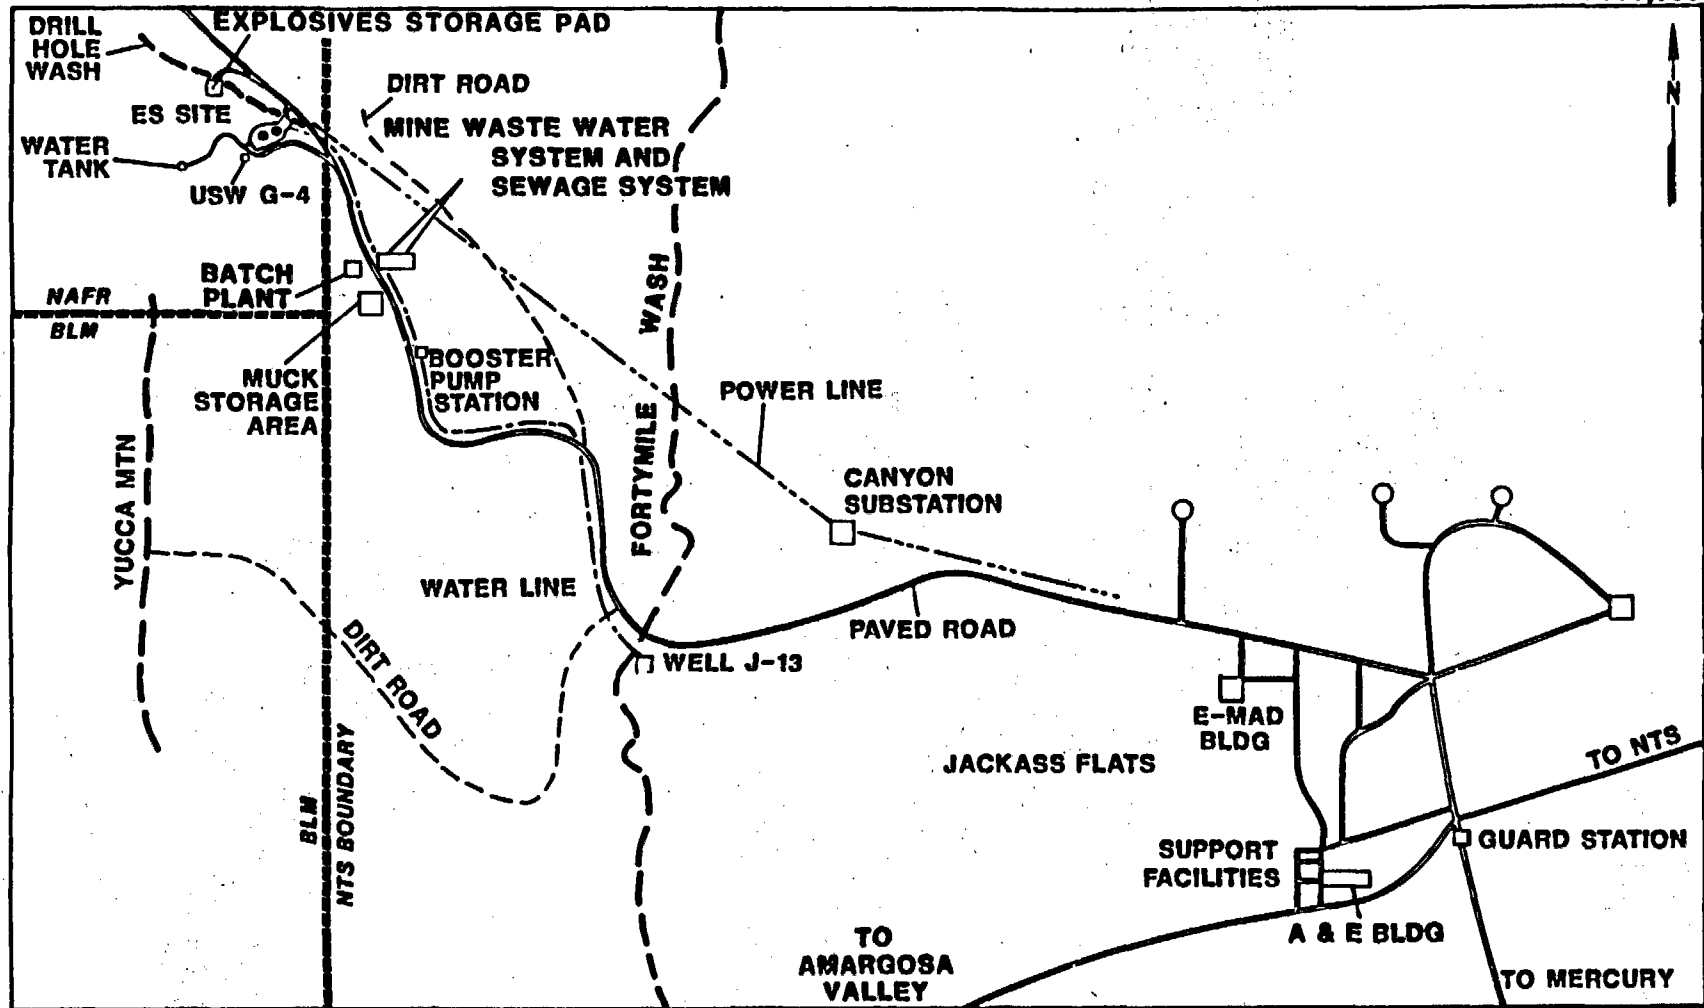 EXPLOSIVES STORAGE PAD
DRILL
HOLE
WASH
DIRT ROAD
N
ES SITE
MINE WASTE WATER
SYSTEM AND
SEWAGE SYSTEM
WATER
TANK
USW G-4
BATCH
PLANT
NAFR
BLM
FORTYMILE WASH
BOOSTER
PUMP
STATION
MUCK
STORAGE
AREA
POWER LINE
YUCCA MTN
CANYON
SUBSTATION
WATER LINE
PAVED ROAD
DIRT ROAD
WELL J-13
E-MAD
BLDG
JACKASS FLATS
TO NTS
BLM
NTS BOUNDARY
GUARD STATION
SUPPORT
FACILITIES
A & E BLDG
TO
AMARGOSA
VALLEY
TO MERCURY